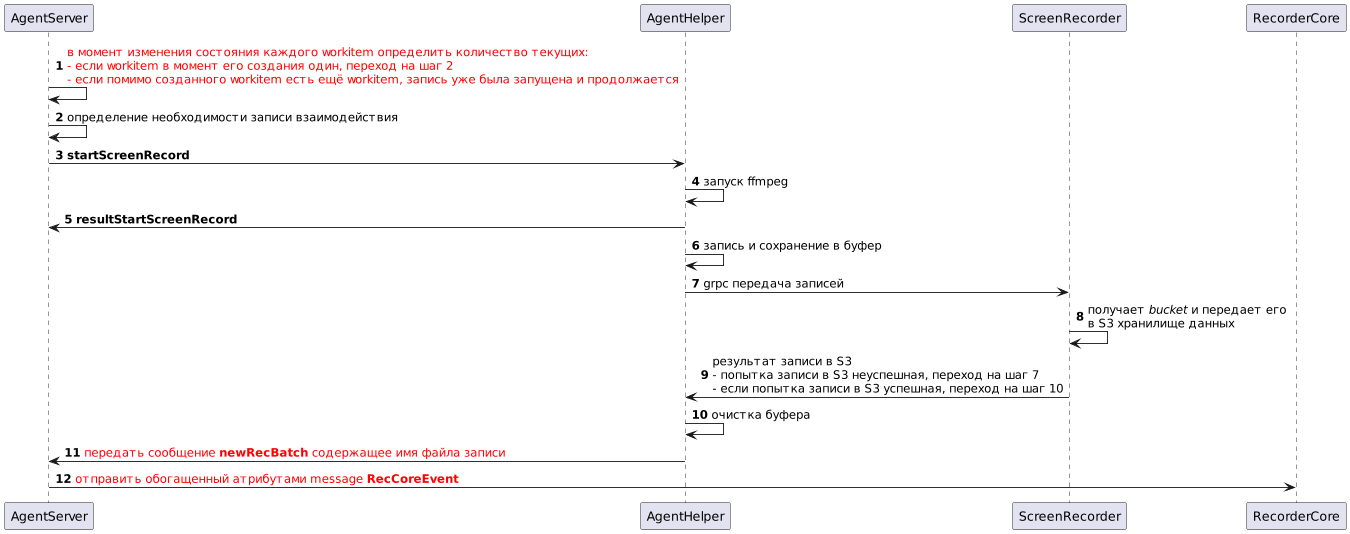 AgentServer AgentHelper ScreenRecorder RecorderCore
в момент изменения состояния каждого workitem определить количество текущих:
1 - если workitem в момент его создания один, переход на шаг 2
- если помимо созданного workitem есть ещё workitem, запись уже была запущена и продолжается
2 определение необходимости записи взаимодействия
3 startScreenRecord
4 запуск ffmpeg
5 resultStartScreenRecord
6 запись и сохранение в буфер
7 grpc передача записей
8 получает bucket и передает его
в S3 хранилище данных
результат записи в S3
9 - попытка записи в S3 неуспешная, переход на шаг 7
- если попытка записи в S3 успешная, переход на шаг 10
10 очистка буфера
11 передать сообщение newRecBatch содержащее имя файла записи
12 отправить обогащенный атрибутами message RecCoreEvent
AgentServer AgentHelper ScreenRecorder RecorderCore